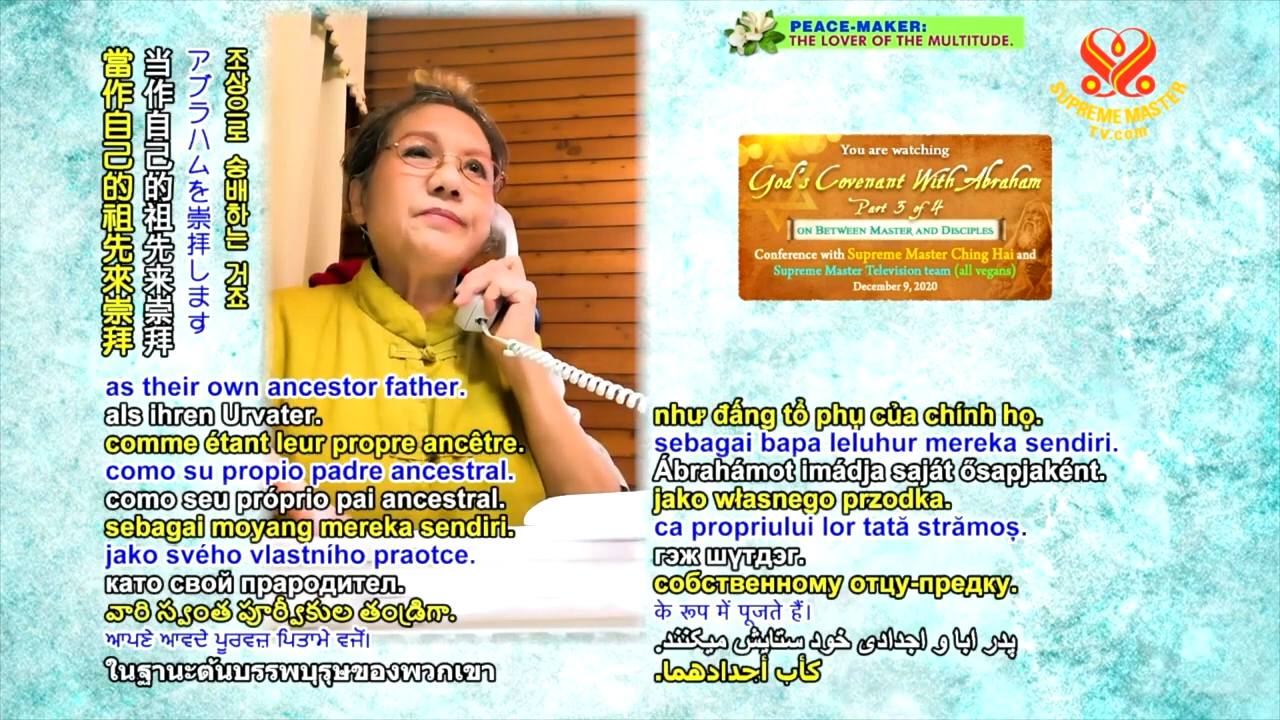 PEACE-MAKER:
THE LOVER OF THE MULTITUDE.
SUPREME MASTER
TV.com
You are watching
God's Covenant With Abraham
Part 3 of 4
ON BETWEEN MASTER AND DISCIPLES
Conference with Supreme Master Ching Hai and
Supreme Master Television team (all vegans)
December 9, 2020
조상으로 숭배하는 거죠
アブラハムを崇拝します
当作自己的祖先来崇拜
當作自己的祖先來崇拜
as their own ancestor father.
als ihren Urvater.
comme étant leur propre ancêtre.
como su propio padre ancestral.
como seu próprio pai ancestral.
sebagai moyang mereka sendiri.
jako svého vlastního praotce.
като свой прародител.
వారి స్వంత పూర్వీకుల తండ్రిగా.
ਆਪਣੇ ਆਵਦੇ ਪੂਰਵਜ਼ ਪਿਤਾਮੇ ਵਜੋਂ।
ในฐานะต้นบรรพบุรุษของพวกเขา
như đấng tổ phụ của chính họ.
sebagai bapa leluhur mereka sendiri.
Ábrahámot imádja saját ősapjaként.
jako własnego przodka.
ca propriului lor tată strămoș.
гэж шүтдэг.
собственному отцу-предку.
के रूप में पूजते हैं।
پدر ابا و اجدادی خود ستایش میکنند.
كأب أجدادهما.